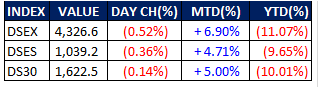 INDEX VALUE DAY CH(%) MTD(%) YTD(%)
DSEX 4,326.6 (0.52%) + 6.90% (11.07%)
DSES 1,039.2 (0.36%) + 4.71% (9.65%)
DS30 1,622.5 (0.14%) + 5.00% (10.01%)